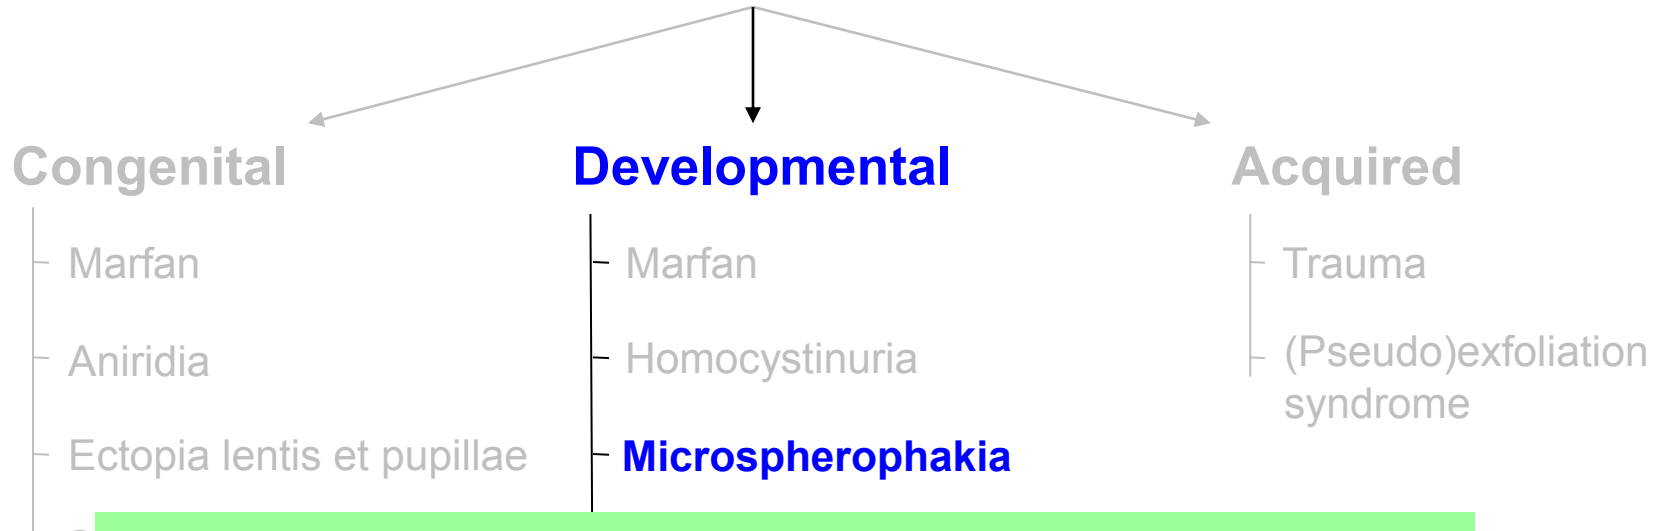 Congenital
Developmental
Acquired
Marfan
Marfan
Trauma
Aniridia
Homocystinuria
(Pseudo)exfoliation
syndrome
Ectopia lentis et pupillae
Microspherophakia